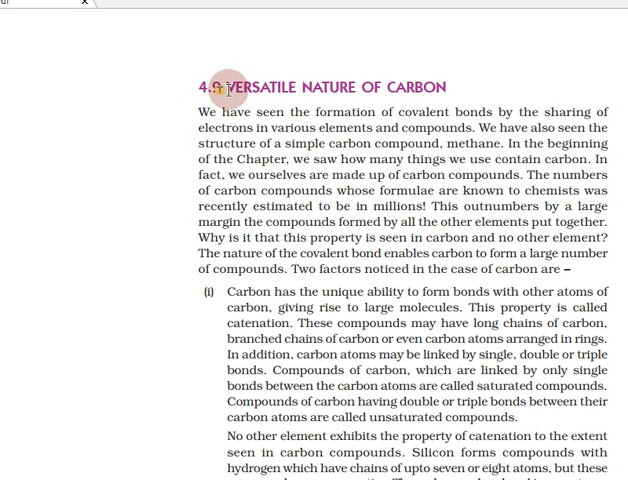 VERSATILE NATURE OF CARBON
We have seen the formation of covalent bonds by the sharing of
electrons in various elements and compounds. We have also seen the
structure of a simple carbon compound, methane. In the beginning
of the Chapter, we saw how many things we use contain carbon. In
fact, we ourselves are made up of carbon compounds. The numbers
of carbon compounds whose formulae are known to chemists was
recently estimated to be in millions! This outnumbers by a large
margin the compounds formed by all the other elements put together.
Why is it that this property is seen in carbon and no other element?
The nature of the covalent bond enables carbon to form a large number
of compounds. Two factors noticed in the case of carbon are –
(i) Carbon has the unique ability to form bonds with other atoms of
carbon, giving rise to large molecules. This property is called
catenation. These compounds may have long chains of carbon,
branched chains of carbon or even carbon atoms arranged in rings.
In addition, carbon atoms may be linked by single, double or triple
bonds. Compounds of carbon, which are linked by only single
bonds between the carbon atoms are called saturated compounds.
Compounds of carbon having double or triple bonds between their
carbon atoms are called unsaturated compounds.
No other element exhibits the property of catenation to the extent
seen in carbon compounds. Silicon forms compounds with
hydrogen which have chains of upto seven or eight atoms, but these